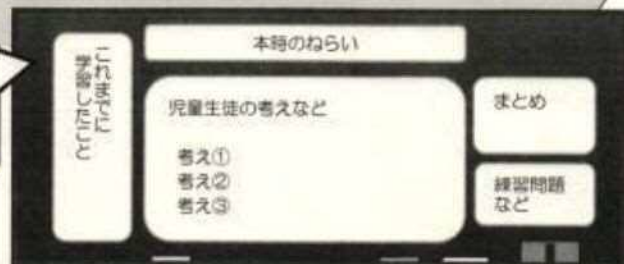 これまでに
学習したこと
本時のねらい
児童生徒の考えなど
考え①
考え②
考え③
まとめ
練習問題
など